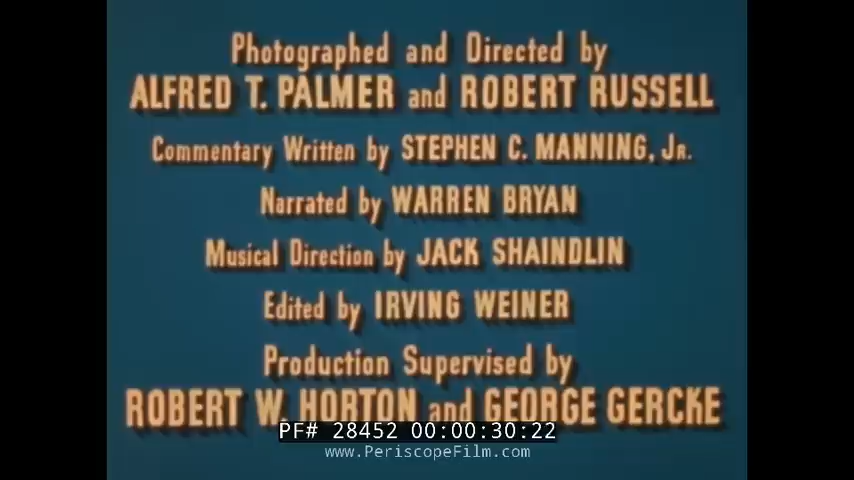 Photographed and Directed by
ALFRED T. PALMER and ROBERT RUSSELL
Commentary Written by STEPHEN C. MANNING, JR.
Narrated by WARREN BRYAN
Musical Direction by JACK SHAINDLIN
Edited by IRVING WEINER
Production Supervised by
ROBERT W. HORTON and GEORGE GERCKE
PF# 28452 00:00:30:22
www.PeriscopeFilm.com